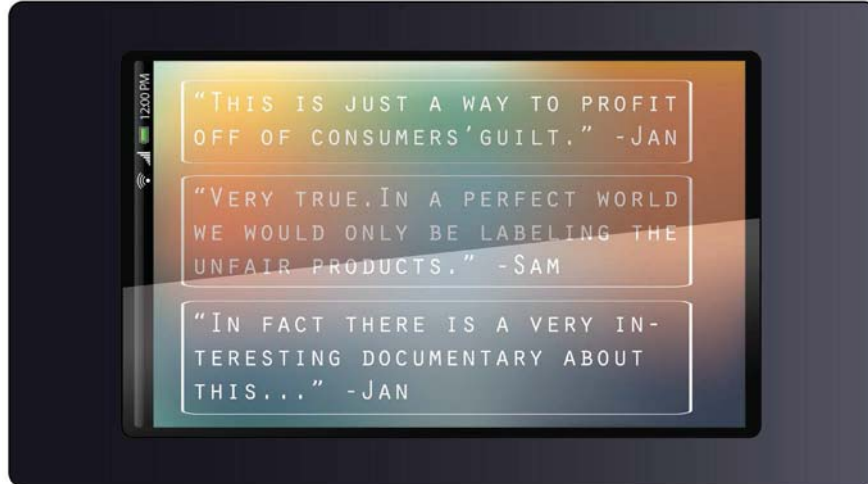 12:00 PM
“THIS IS JUST A WAY TO PROFIT
OFF OF CONSUMERS’GUILT.” -JAN
“VERY TRUE.IN A PERFECT WORLD
WE WOULD ONLY BE LABELING THE
UNFAIR PRODUCTS.” -SAM
“IN FACT THERE IS A VERY IN-
TERESTING DOCUMENTARY ABOUT
THIS...” -JAN